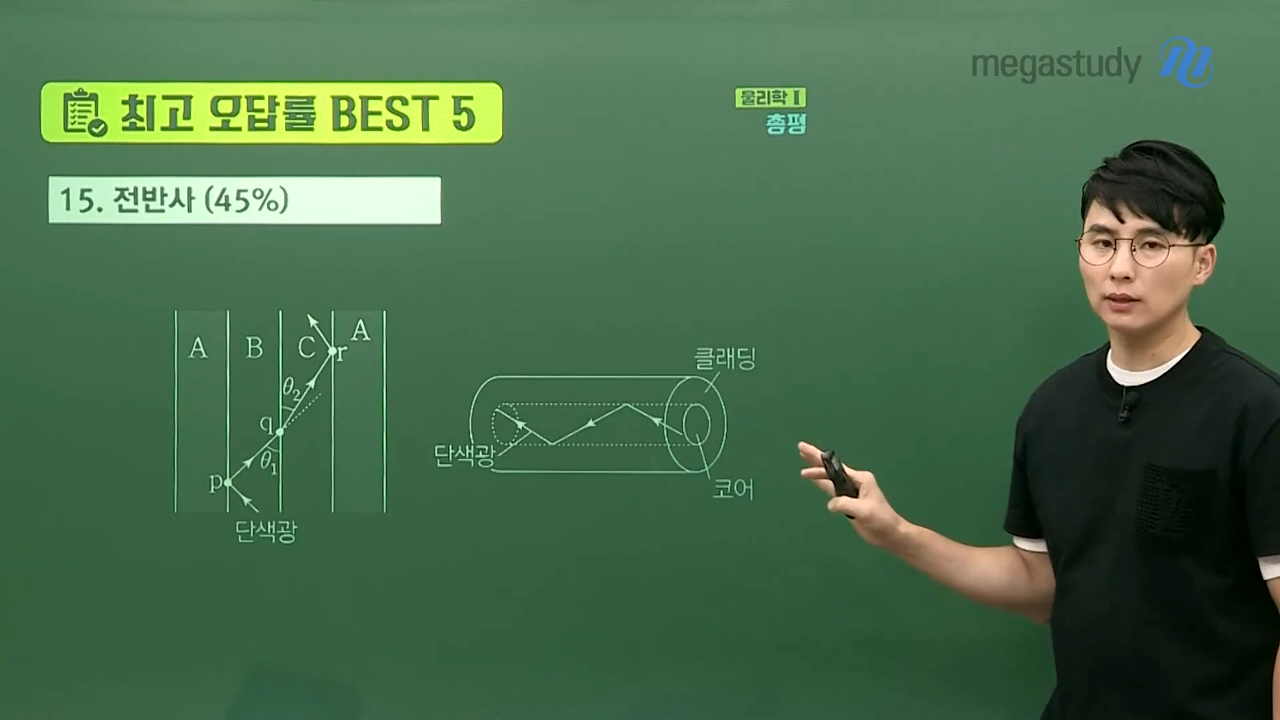 megastudy
최고 오답률 BEST 5
물리학 I
총평
15. 전반사 (45%)
A B C A
r
θ₂
q
θ₁
p
단색광
클래딩
단색광
코어